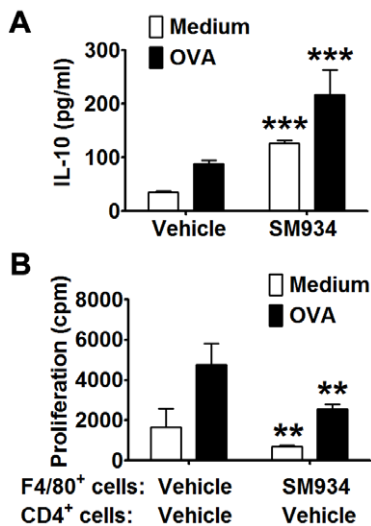 A
Medium
OVA
IL-10 (pg/ml)
300
200
100
0
***
***
Vehicle
SM934
B
Medium
OVA
Proliferation (cpm)
8000
6000
4000
2000
0
**
**
F4/80+ cells: Vehicle SM934
CD4+ cells: Vehicle Vehicle